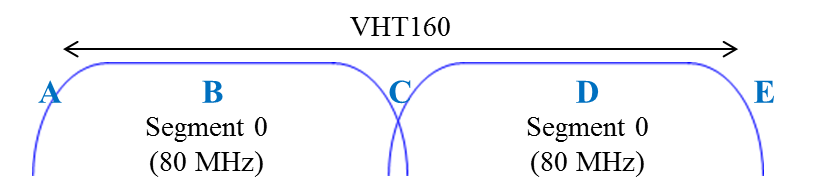 VHT160
A B C D E
Segment 0 Segment 0
(80 MHz) (80 MHz)